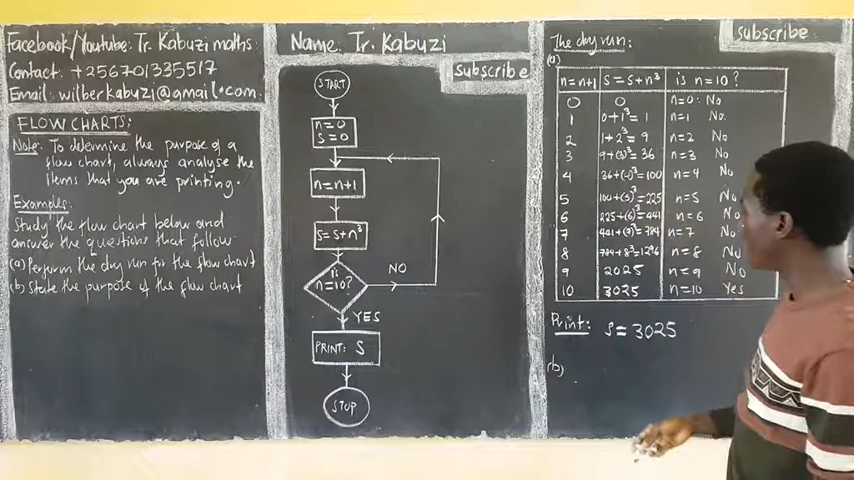 Facebook/Youtube: Tr. Kabuzi maths.
Contact: +256701335517
Email: wilberkabuzi@gmail.com
FLOW CHARTS:
Note: To determine the purpose of a
flow chart, always analyse the
items that you are printing.
Examples:
Study the flow chart below and
answer the questions that follow.
(a) Perform the dry run for the flow chart
(b) State the purpose of the flow chart
Name: Tr. Kabuzi
Subscribe
START
n=0
s=0
n=n+1
s=s+n³
is
n=10?
NO
YES
PRINT: S
STOP
The dry run:
Subscribe
(a)
n=n+1 s=s+n³ is n=10?
0 0 n=0: No
1 0+1³=1 n=1 No
2 1+2³=9 n=2 No
3 9+(3)³=36 n=3 No
4 36+(4)³=100 n=4 No
5 100+(5)³=225 n=5 No
6 225+(6)³=441 n=6 No
7 441+(7)³=784 n=7 No
8 784+8³=1296 n=8 No
9 2025 n=9 No
10 3025 n=10 Yes
Print: s=3025
(b)